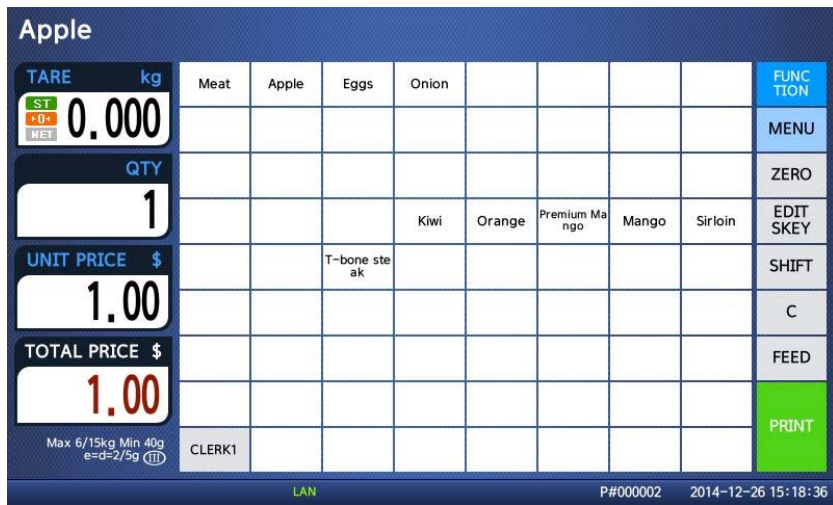 Apple
TARE kg
ST
▸0◂
NET
0.000
QTY
1
UNIT PRICE $
1.00
TOTAL PRICE $
1.00
Max 6/15kg Min 40g
e=d=2/5g III
Meat Apple Eggs Onion
Kiwi Orange Premium Ma
ngo Mango Sirloin
T-bone ste
ak
CLERK1
FUNC
TION
MENU
ZERO
EDIT
SKEY
SHIFT
C
FEED
PRINT
LAN P#000002 2014-12-26 15:18:36